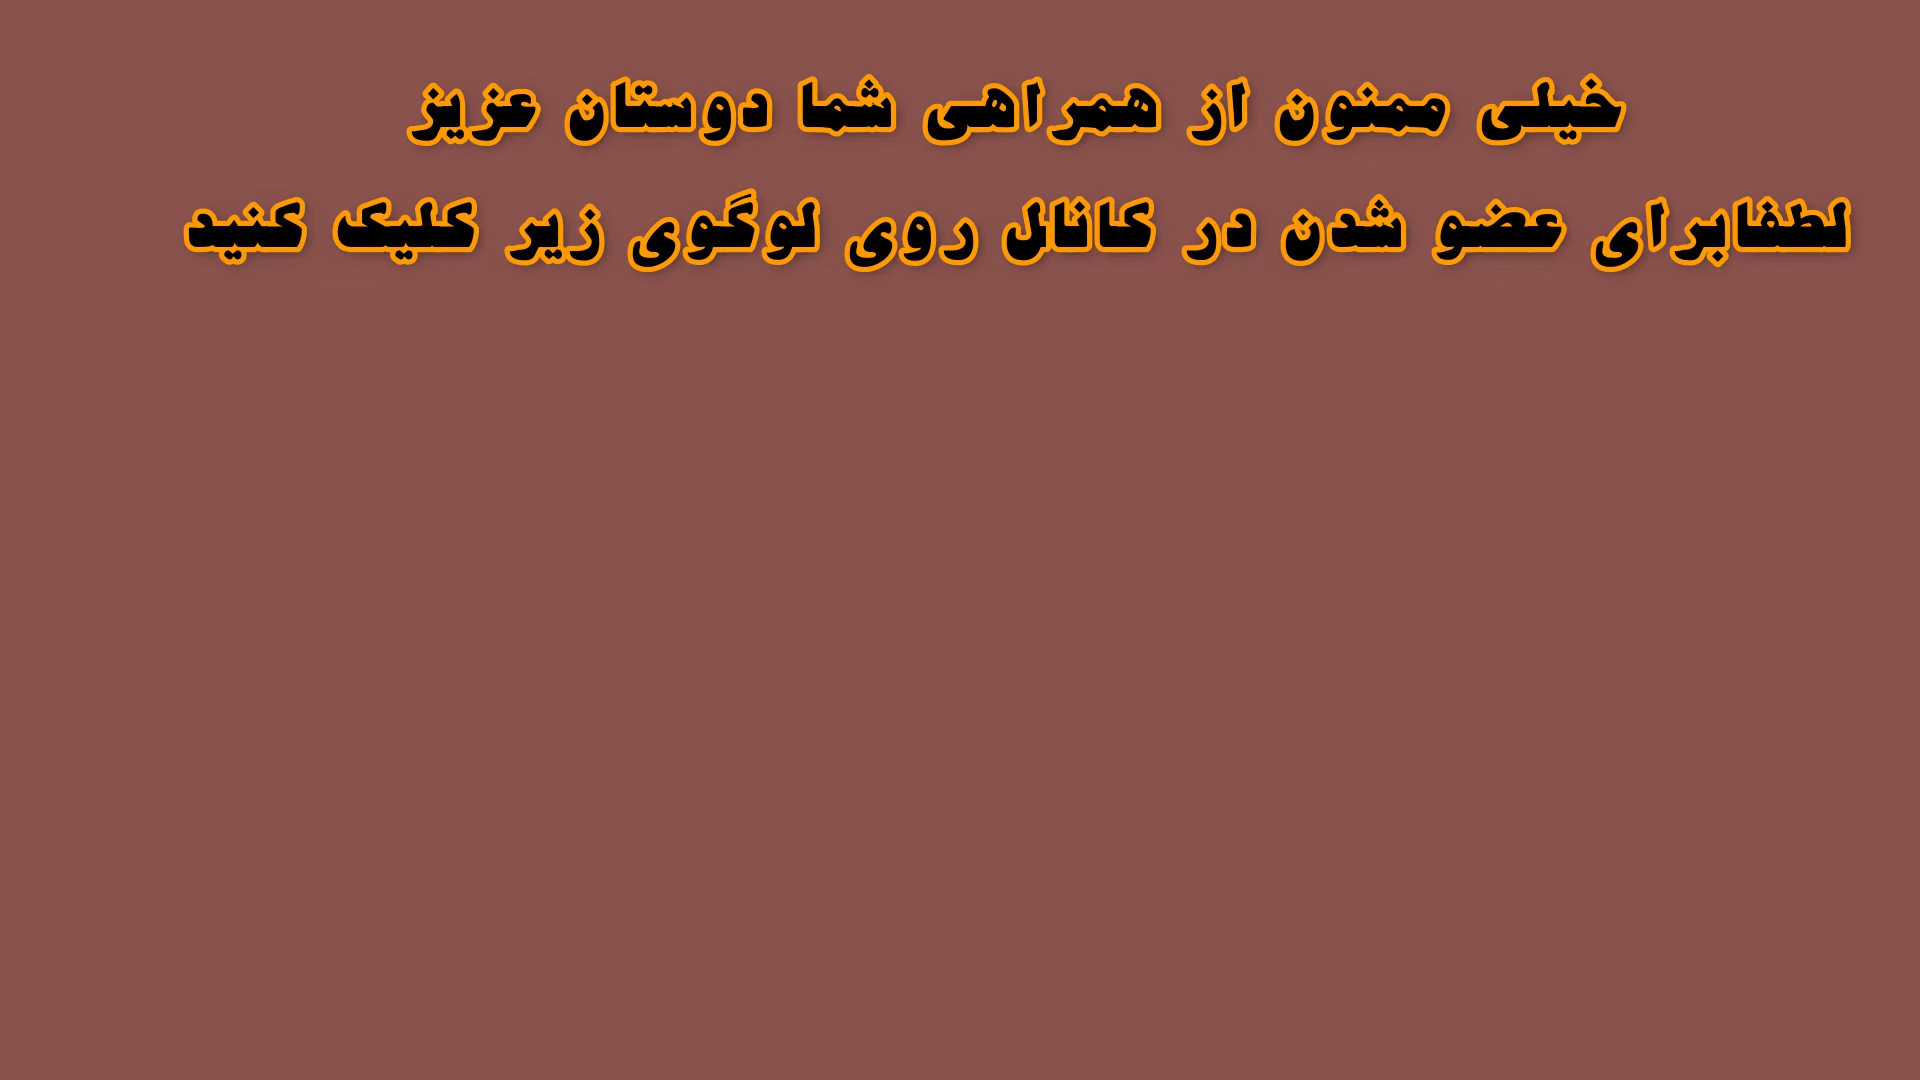 خیلی ممنون از همراهی شما دوستان عزیز
لطفابرای عضو شدن در کانال روی لوگوی زیر کلیک کنید